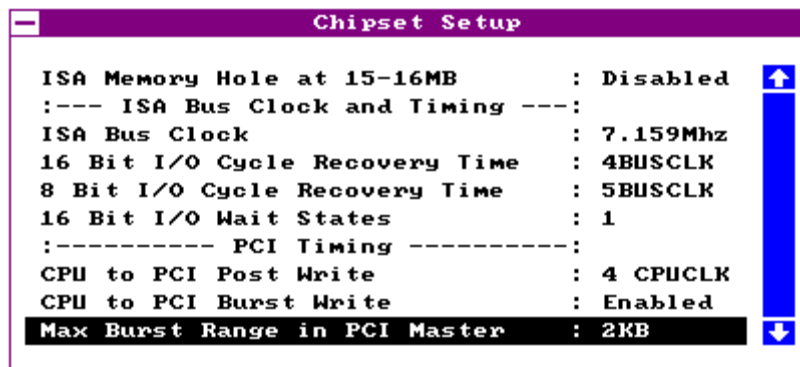 Chipset Setup
ISA Memory Hole at 15-16MB : Disabled
:--- ISA Bus Clock and Timing ---:
ISA Bus Clock : 7.159Mhz
16 Bit I/O Cycle Recovery Time : 4BUSCLK
8 Bit I/O Cycle Recovery Time : 5BUSCLK
16 Bit I/O Wait States : 1
:---------- PCI Timing ----------:
CPU to PCI Post Write : 4 CPUCLK
CPU to PCI Burst Write : Enabled
Max Burst Range in PCI Master : 2KB